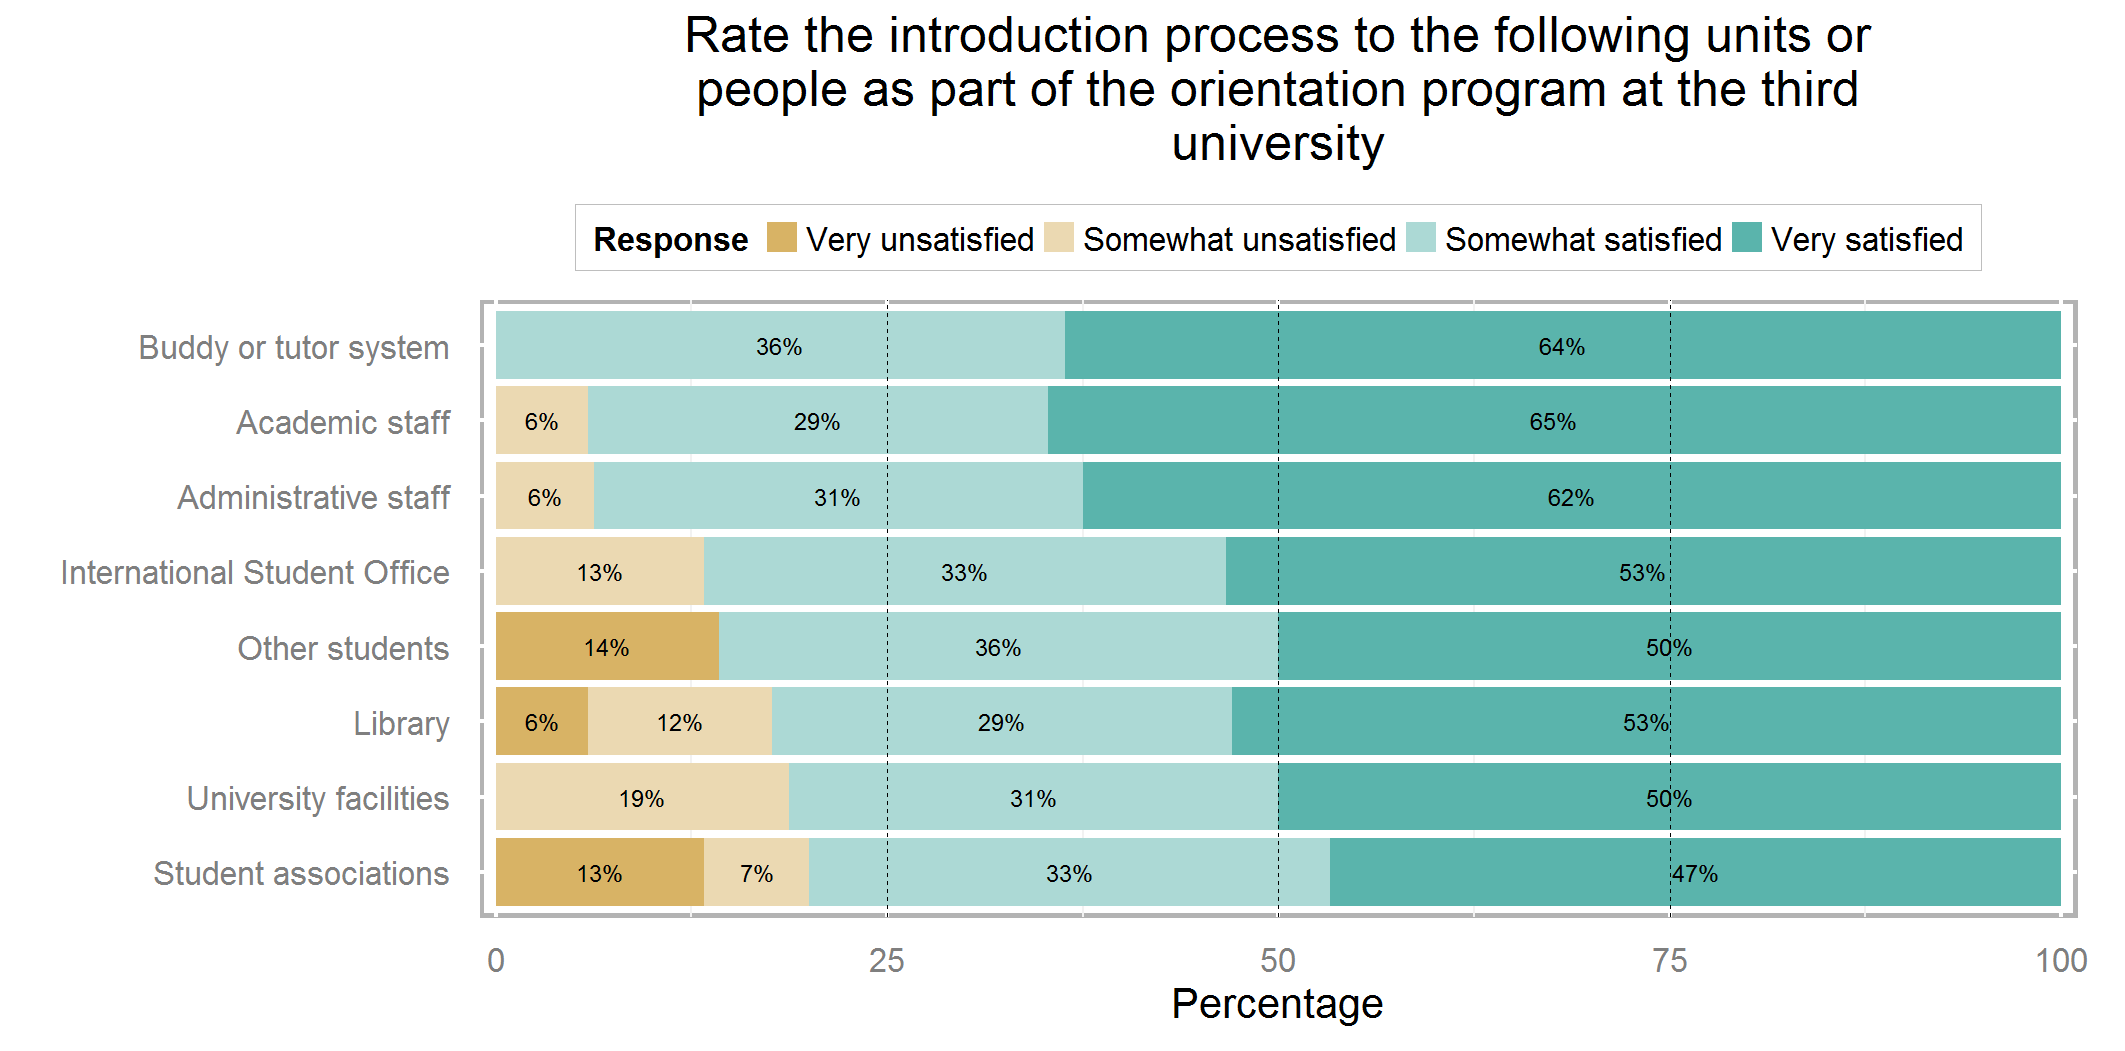 Rate the introduction process to the following units or
people as part of the orientation program at the third
university
Response Very unsatisfied Somewhat unsatisfied Somewhat satisfied Very satisfied
Buddy or tutor system 36% 64%
Academic staff 6% 29% 65%
Administrative staff 6% 31% 62%
International Student Office 13% 33% 53%
Other students 14% 36% 50%
Library 6% 12% 29% 53%
University facilities 19% 31% 50%
Student associations 13% 7% 33% 47%
0 25 50 75 100
Percentage